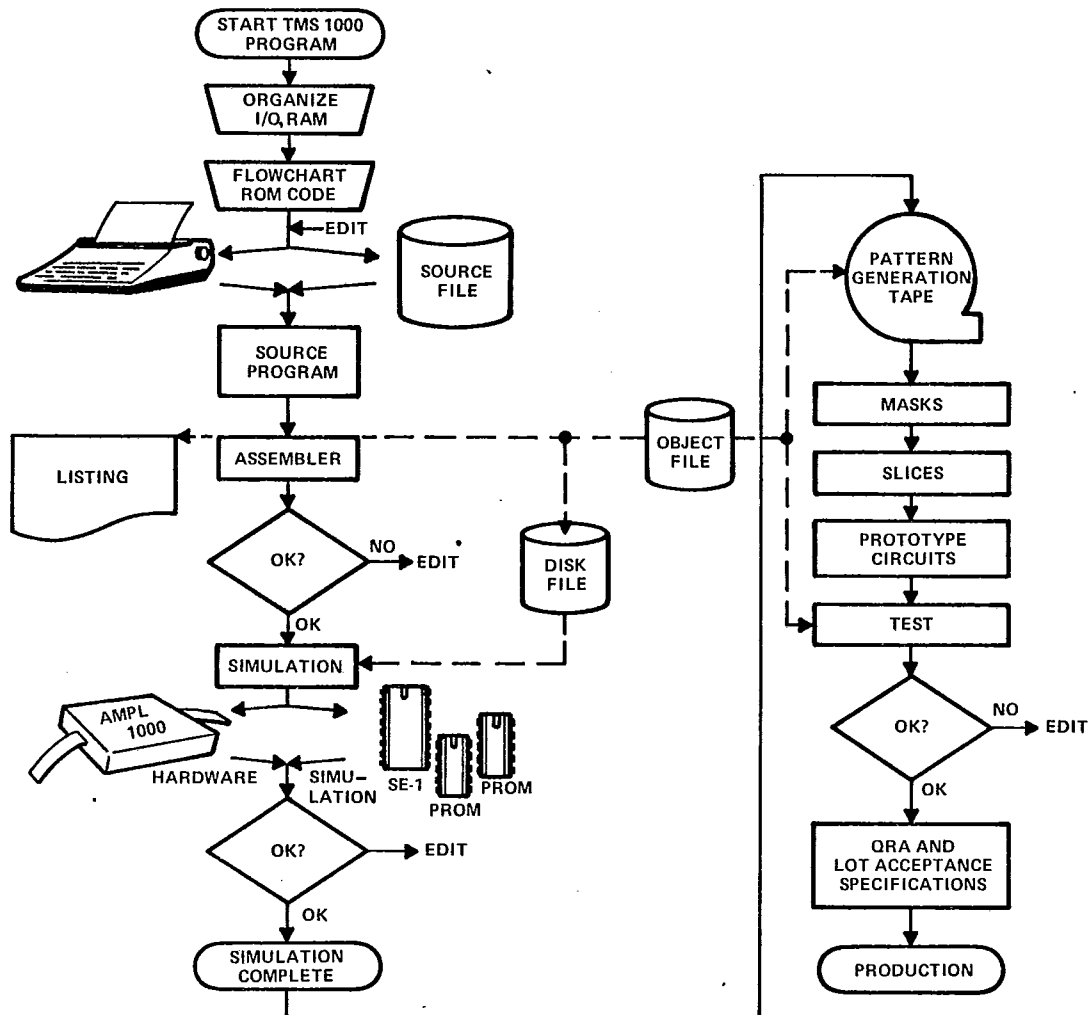 START TMS 1000
PROGRAM
ORGANIZE
I/O, RAM
FLOWCHART
ROM CODE
EDIT
SOURCE
FILE
SOURCE
PROGRAM
LISTING
ASSEMBLER
OBJECT
FILE
OK?
NO
EDIT
DISK
FILE
OK
SIMULATION
AMPL
1000
HARDWARE
SIMU–
LATION
SE-1
PROM
PROM
OK?
EDIT
OK
SIMULATION
COMPLETE
PATTERN
GENERATION
TAPE
MASKS
SLICES
PROTOTYPE
CIRCUITS
TEST
OK?
NO
EDIT
OK
QRA AND
LOT ACCEPTANCE
SPECIFICATIONS
PRODUCTION